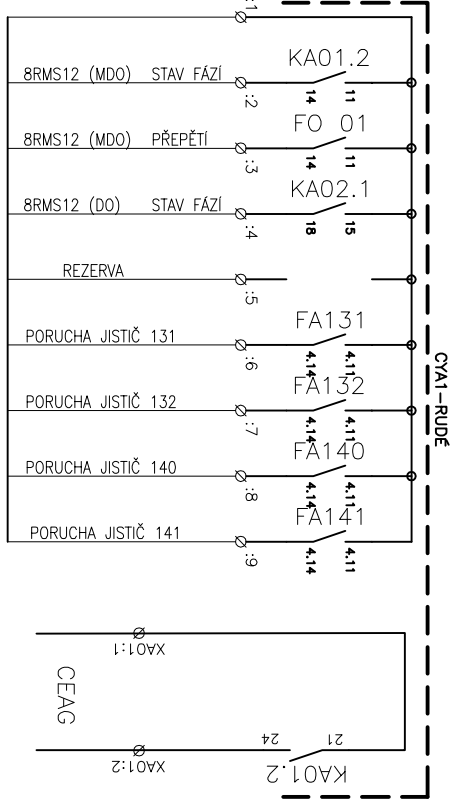 :1
KA01.2
8RMS12 (MDO) STAV FÁZÍ
:2
14
11
FO 01
8RMS12 (MDO) PŘEPĚTÍ
:3
14
11
KA02.1
8RMS12 (DO) STAV FÁZÍ
:4
18
15
REZERVA
:5
FA131
PORUCHA JISTIČ 131
:6
4.14
4.11
FA132
PORUCHA JISTIČ 132
:7
4.14
4.11
FA140
PORUCHA JISTIČ 140
:8
4.14
4.11
FA141
PORUCHA JISTIČ 141
:9
4.14
4.11
CYA1-RUDÉ
XA01:1
CEAG
XA01:2
24
21
KA01.2